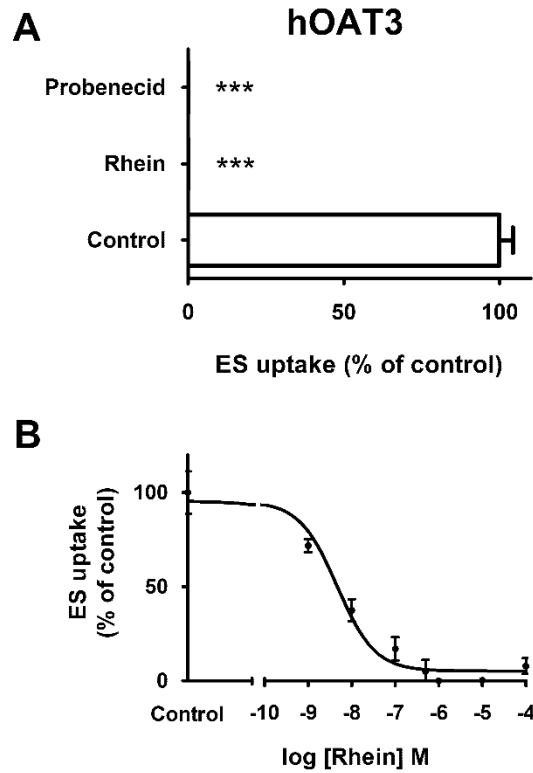 A
hOAT3
Probenecid
***
Rhein
***
Control
0 50 100
ES uptake (% of control)
B
ES uptake
(% of control)
100
50
0
Control -10 -9 -8 -7 -6 -5 -4
log [Rhein] M